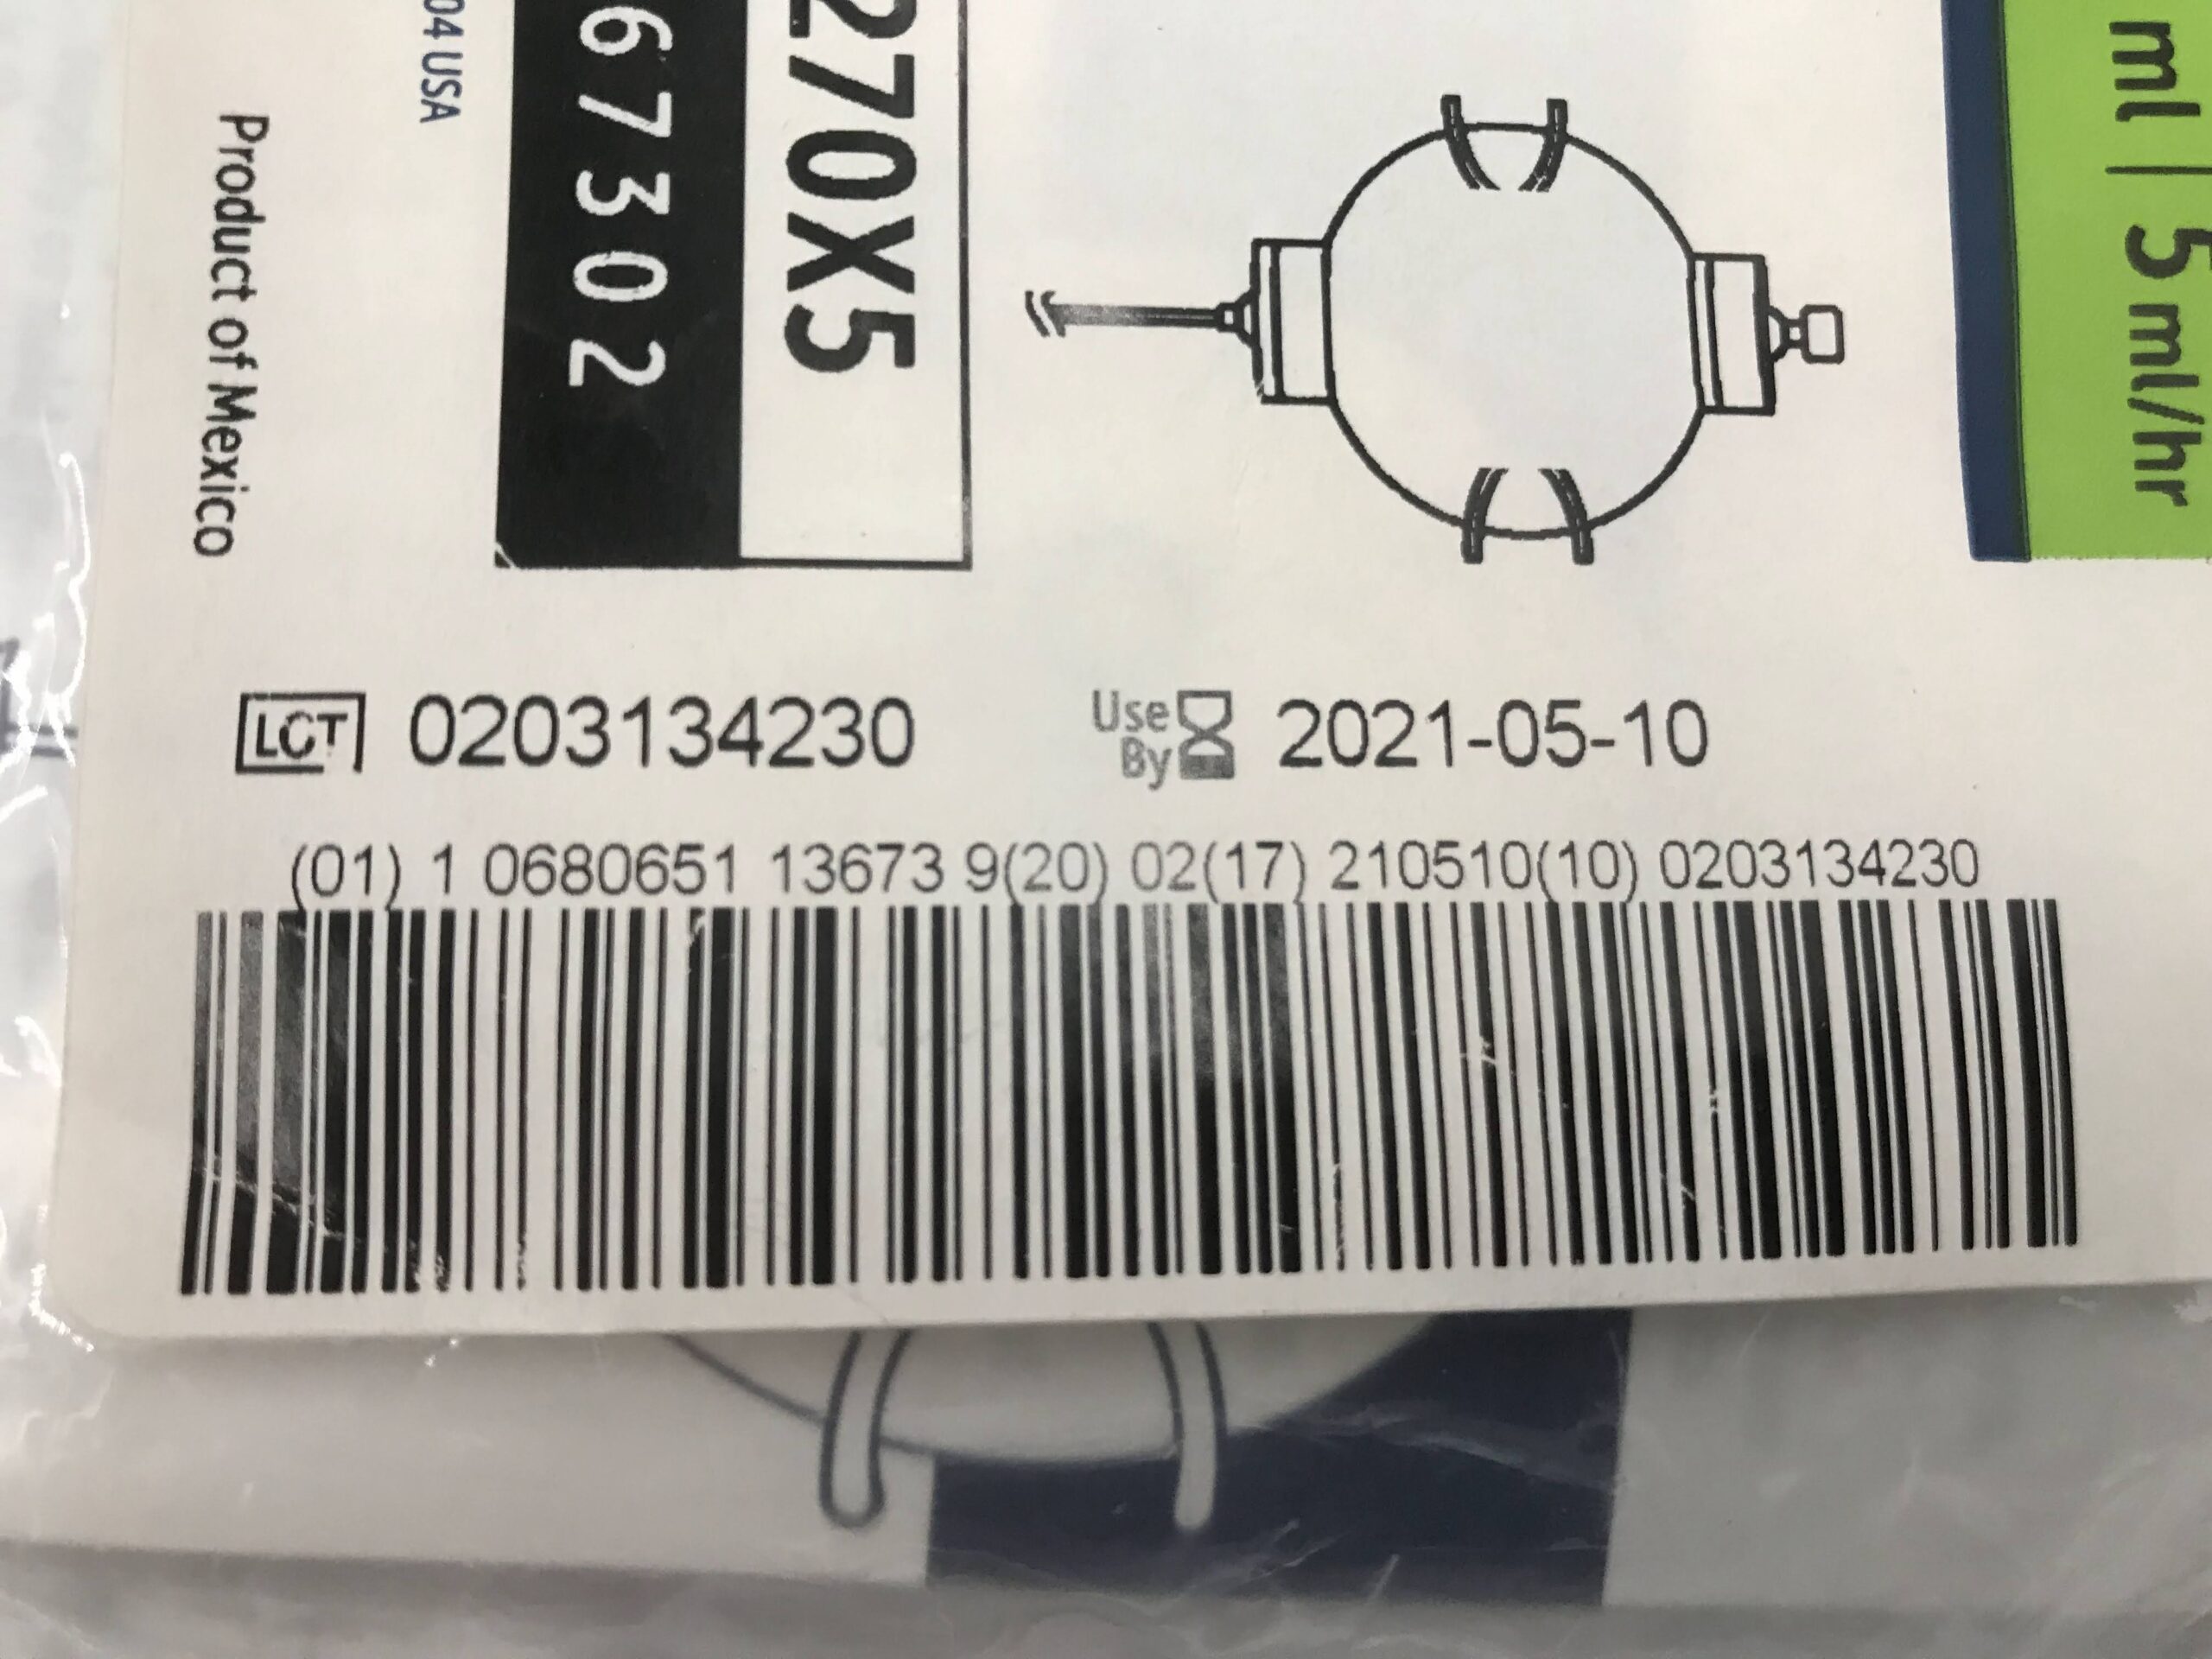 04 USA
Product of Mexico
67302
270X5
ml | 5 ml/hr
LOT 0203134230
Use By 2021-05-10
(01) 1 0680651 13673 9(20) 02(17) 210510(10) 0203134230